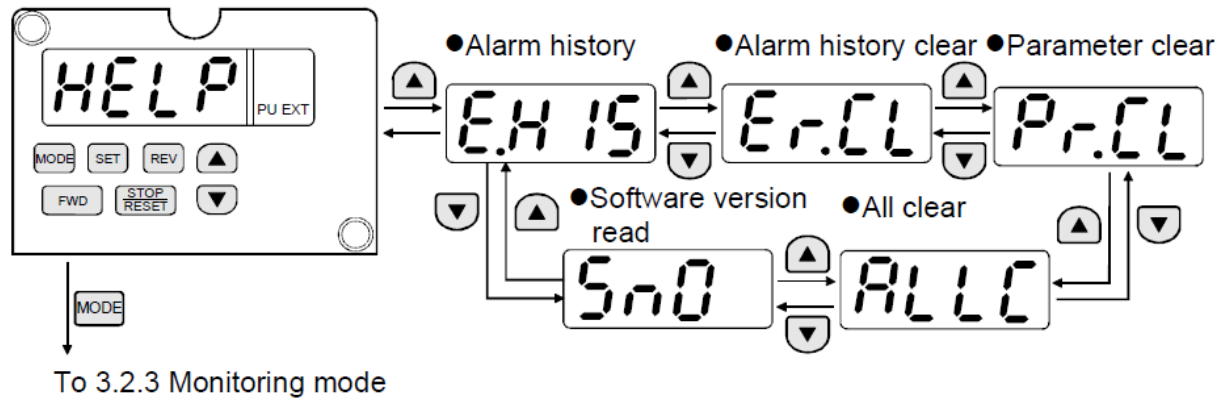 ●Alarm history
●Alarm history clear
●Parameter clear
HELP
PU EXT
E.HIS
Er.CL
Pr.CL
MODE
SET
REV
FWD
STOP
RESET
●Software version
read
●All clear
Sn0
ALLC
MODE
To 3.2.3 Monitoring mode